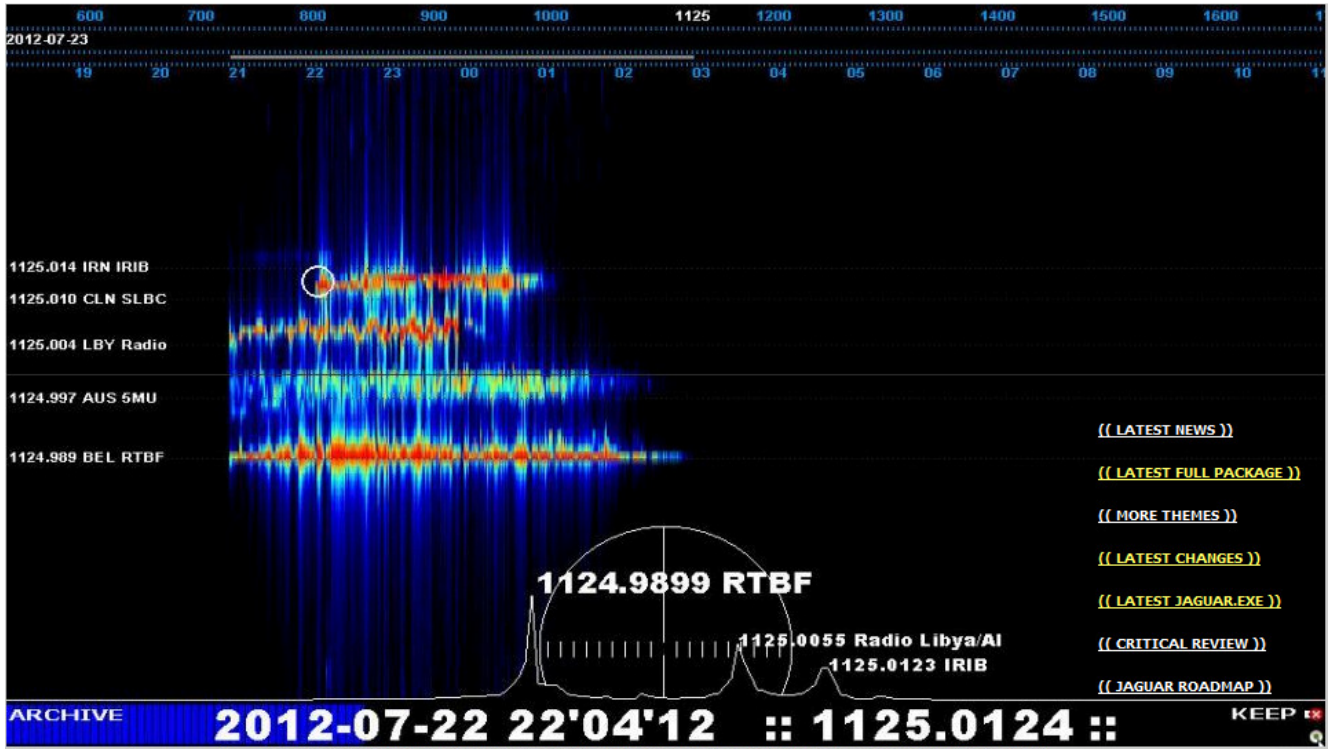 600 700 800 900 1000 1125 1200 1300 1400 1500 1600 1
2012-07-23
19 20 21 22 23 00 01 02 03 04 05 06 07 08 09 10 11
1125.014 IRN IRIB
1125.010 CLN SLBC
1125.004 LBY Radio
1124.997 AUS 5MU
(( LATEST NEWS ))
1124.989 BEL RTBF
(( LATEST FULL PACKAGE ))
(( MORE THEMES ))
(( LATEST CHANGES ))
1124.9899 RTBF
(( LATEST JAGUAR.EXE ))
1125.0055 Radio Libya/Al
(( CRITICAL REVIEW ))
1125.0123 IRIB
(( JAGUAR ROADMAP ))
ARCHIVE 2012-07-22 22'04'12 :: 1125.0124 :: KEEP